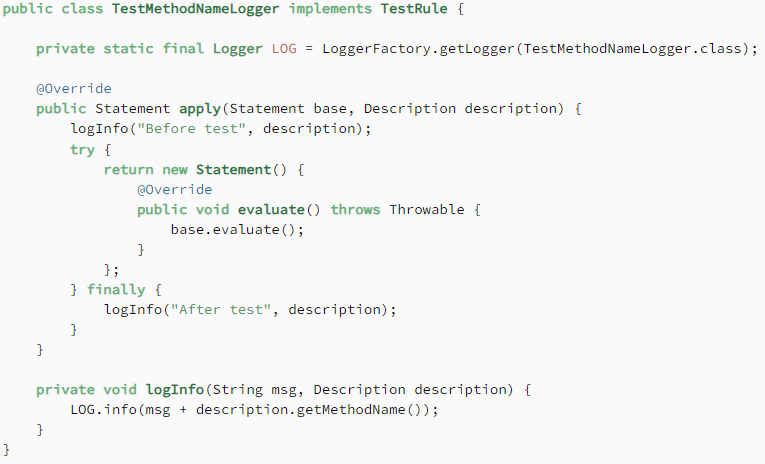 public class TestMethodNameLogger implements TestRule {

    private static final Logger LOG = LoggerFactory.getLogger(TestMethodNameLogger.class);

    @Override
    public Statement apply(Statement base, Description description) {
        logInfo("Before test", description);
        try {
            return new Statement() {
                @Override
                public void evaluate() throws Throwable {
                    base.evaluate();
                }
            };
        } finally {
            logInfo("After test", description);
        }
    }

    private void logInfo(String msg, Description description) {
        LOG.info(msg + description.getMethodName());
    }
}